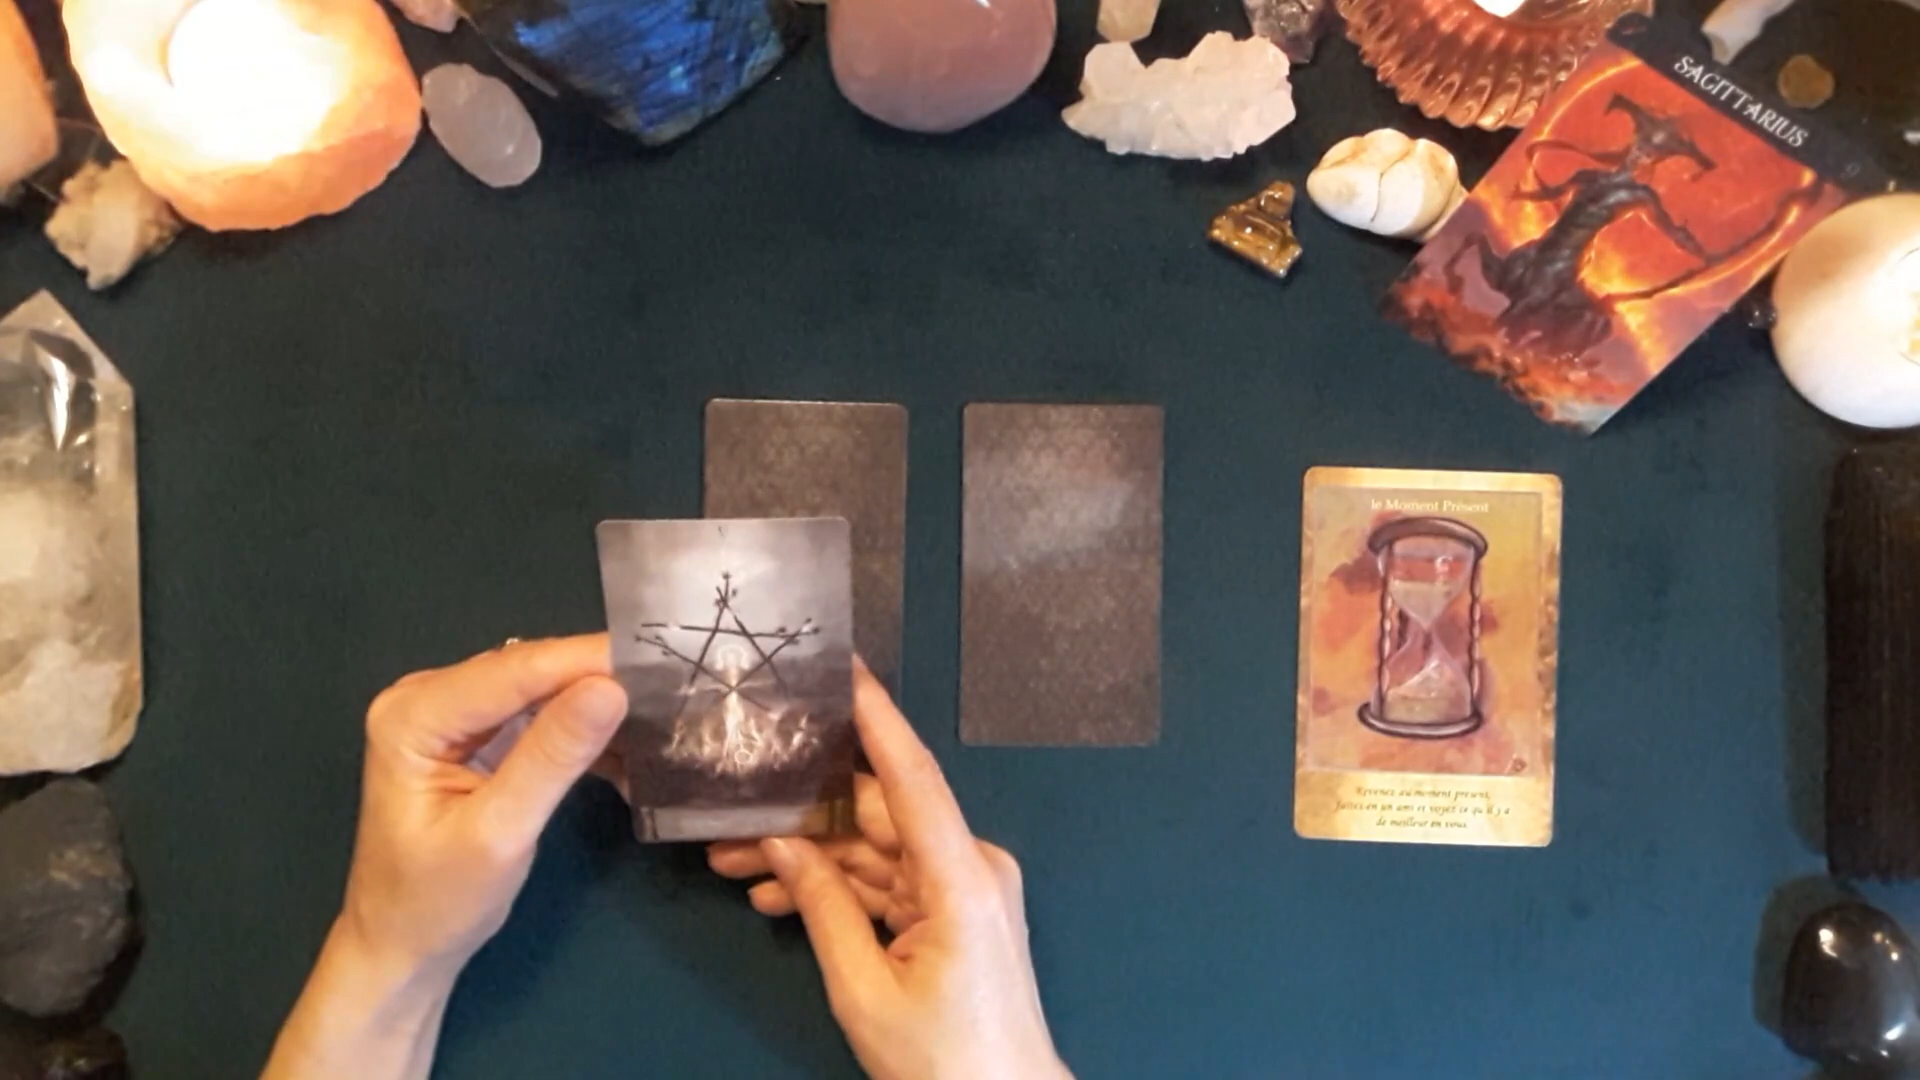 SAGITTARIUS
9
le Moment Présent
Revenez au moment présent,
faites en un ami et voyez ce qu'il y a
de meilleur en vous.